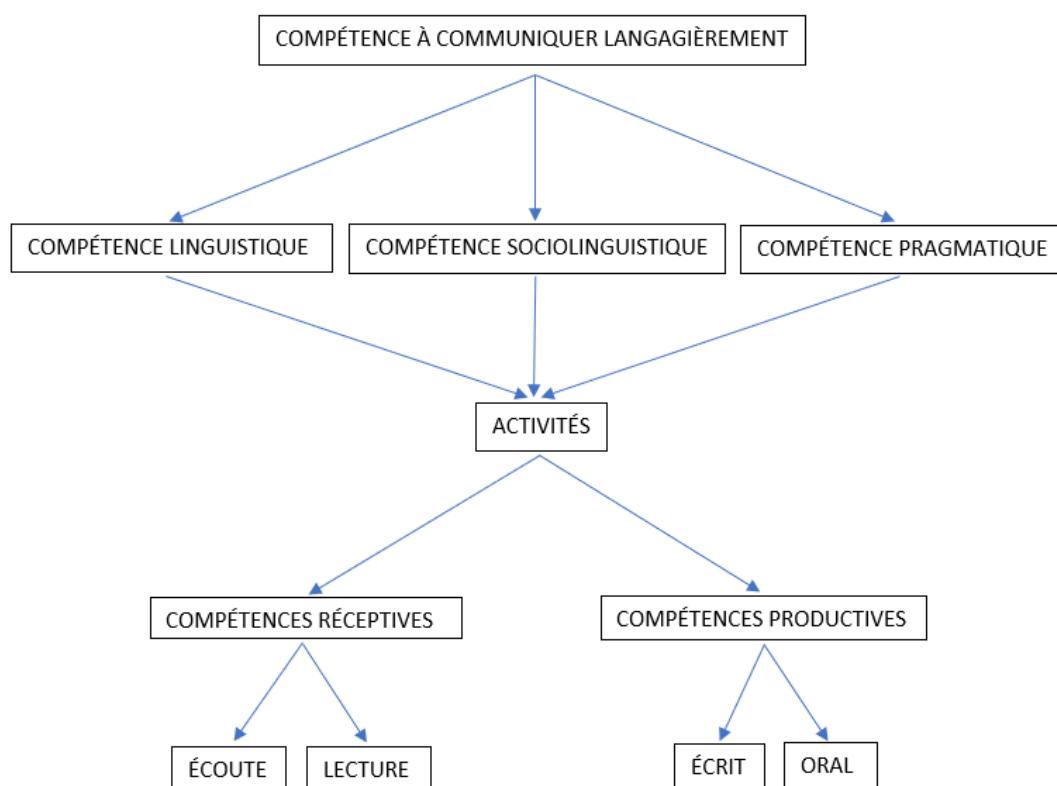 COMPÉTENCE À COMMUNIQUER LANGAGIÈREMENT
COMPÉTENCE LINGUISTIQUE
COMPÉTENCE SOCIOLINGUISTIQUE
COMPÉTENCE PRAGMATIQUE
ACTIVITÉS
COMPÉTENCES RÉCEPTIVES
COMPÉTENCES PRODUCTIVES
ÉCOUTE
LECTURE
ÉCRIT
ORAL